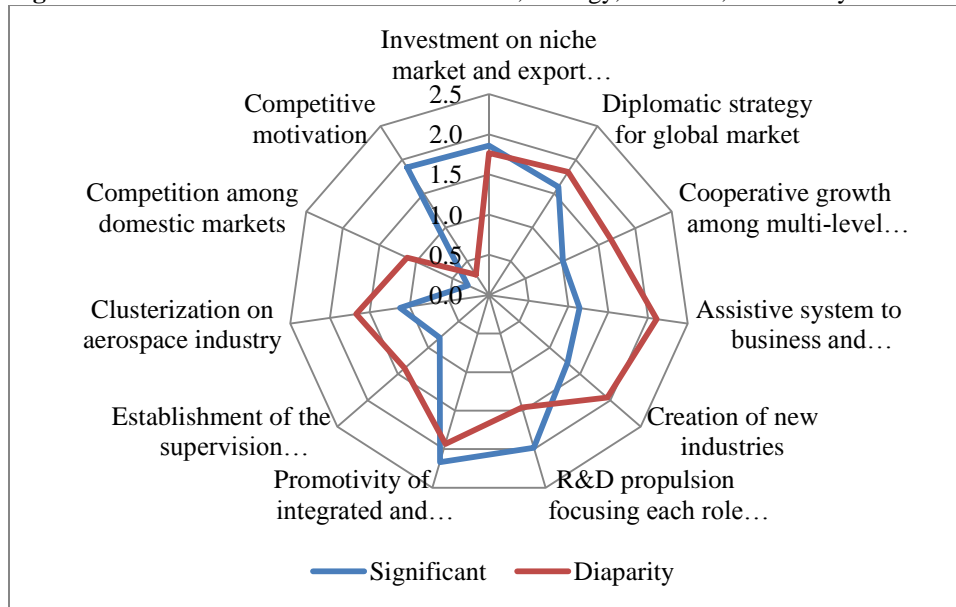 Investment on niche
market and export…
Diplomatic strategy
for global market
Cooperative growth
among multi-level…
Assistive system to
business and…
Creation of new
industries
R&D propulsion
focusing each role…
Promotivity of
integrated and…
Establishment of the
supervision…
Clusterization on
aerospace industry
Competition among
domestic markets
Competitive
motivation
2.5
2.0
1.5
1.0
0.5
0.0
Significant
Diaparity